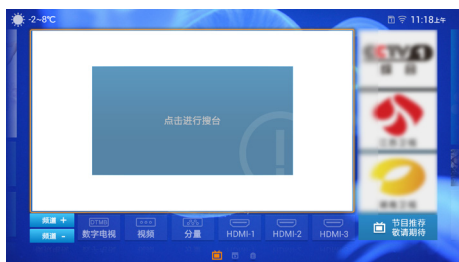 -2~8℃
11:18上午
点击进行搜台
CCTV 1
频道 +
频道 -
DTMB
数字电视
视频
分量
HDMI-1
HDMI-2
HDMI-3
节目推荐
敬请期待